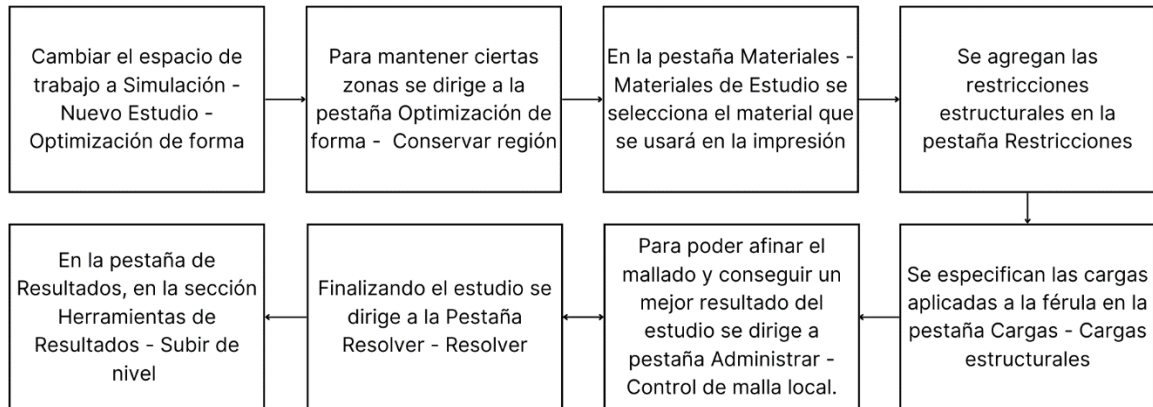 Cambiar el espacio de
trabajo a Simulación -
Nuevo Estudio -
Optimización de forma
Para mantener ciertas
zonas se dirige a la
pestaña Optimización de
forma -  Conservar región
En la pestaña Materiales -
Materiales de Estudio se
selecciona el material que
se usará en la impresión
Se agregan las
restricciones
estructurales en la
pestaña Restricciones
Se especifican las cargas
aplicadas a la férula en la
pestaña Cargas - Cargas
estructurales
Para poder afinar el
mallado y conseguir un
mejor resultado del
estudio se dirige a
pestaña Administrar -
Control de malla local.
Finalizando el estudio se
dirige a la Pestaña
Resolver - Resolver
En la pestaña de
Resultados, en la sección
Herramientas de
Resultados - Subir de
nivel